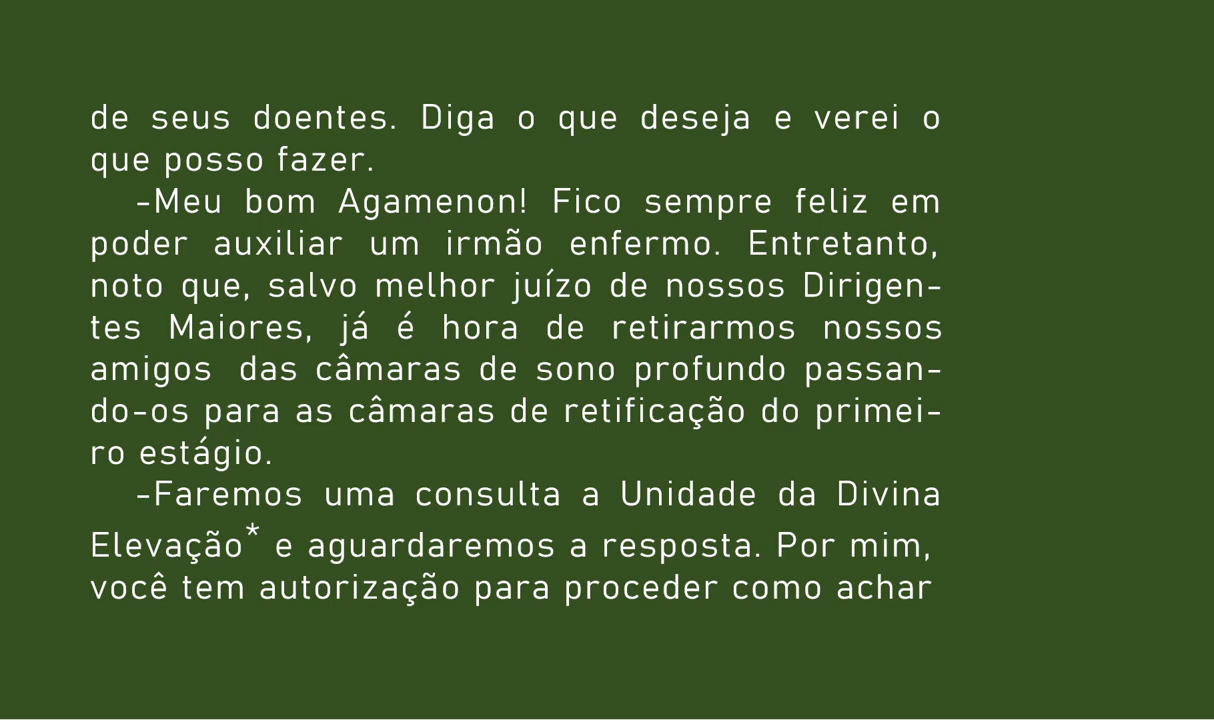 de seus doentes. Diga o que deseja e verei o
que posso fazer.
-Meu bom Agamenon! Fico sempre feliz em
poder auxiliar um irmão enfermo. Entretanto,
noto que, salvo melhor juízo de nossos Dirigen-
tes Maiores, já é hora de retirarmos nossos
amigos das câmaras de sono profundo passan-
do-os para as câmaras de retificação do primei-
ro estágio.
-Faremos uma consulta a Unidade da Divina
Elevação* e aguardaremos a resposta. Por mim,
você tem autorização para proceder como achar